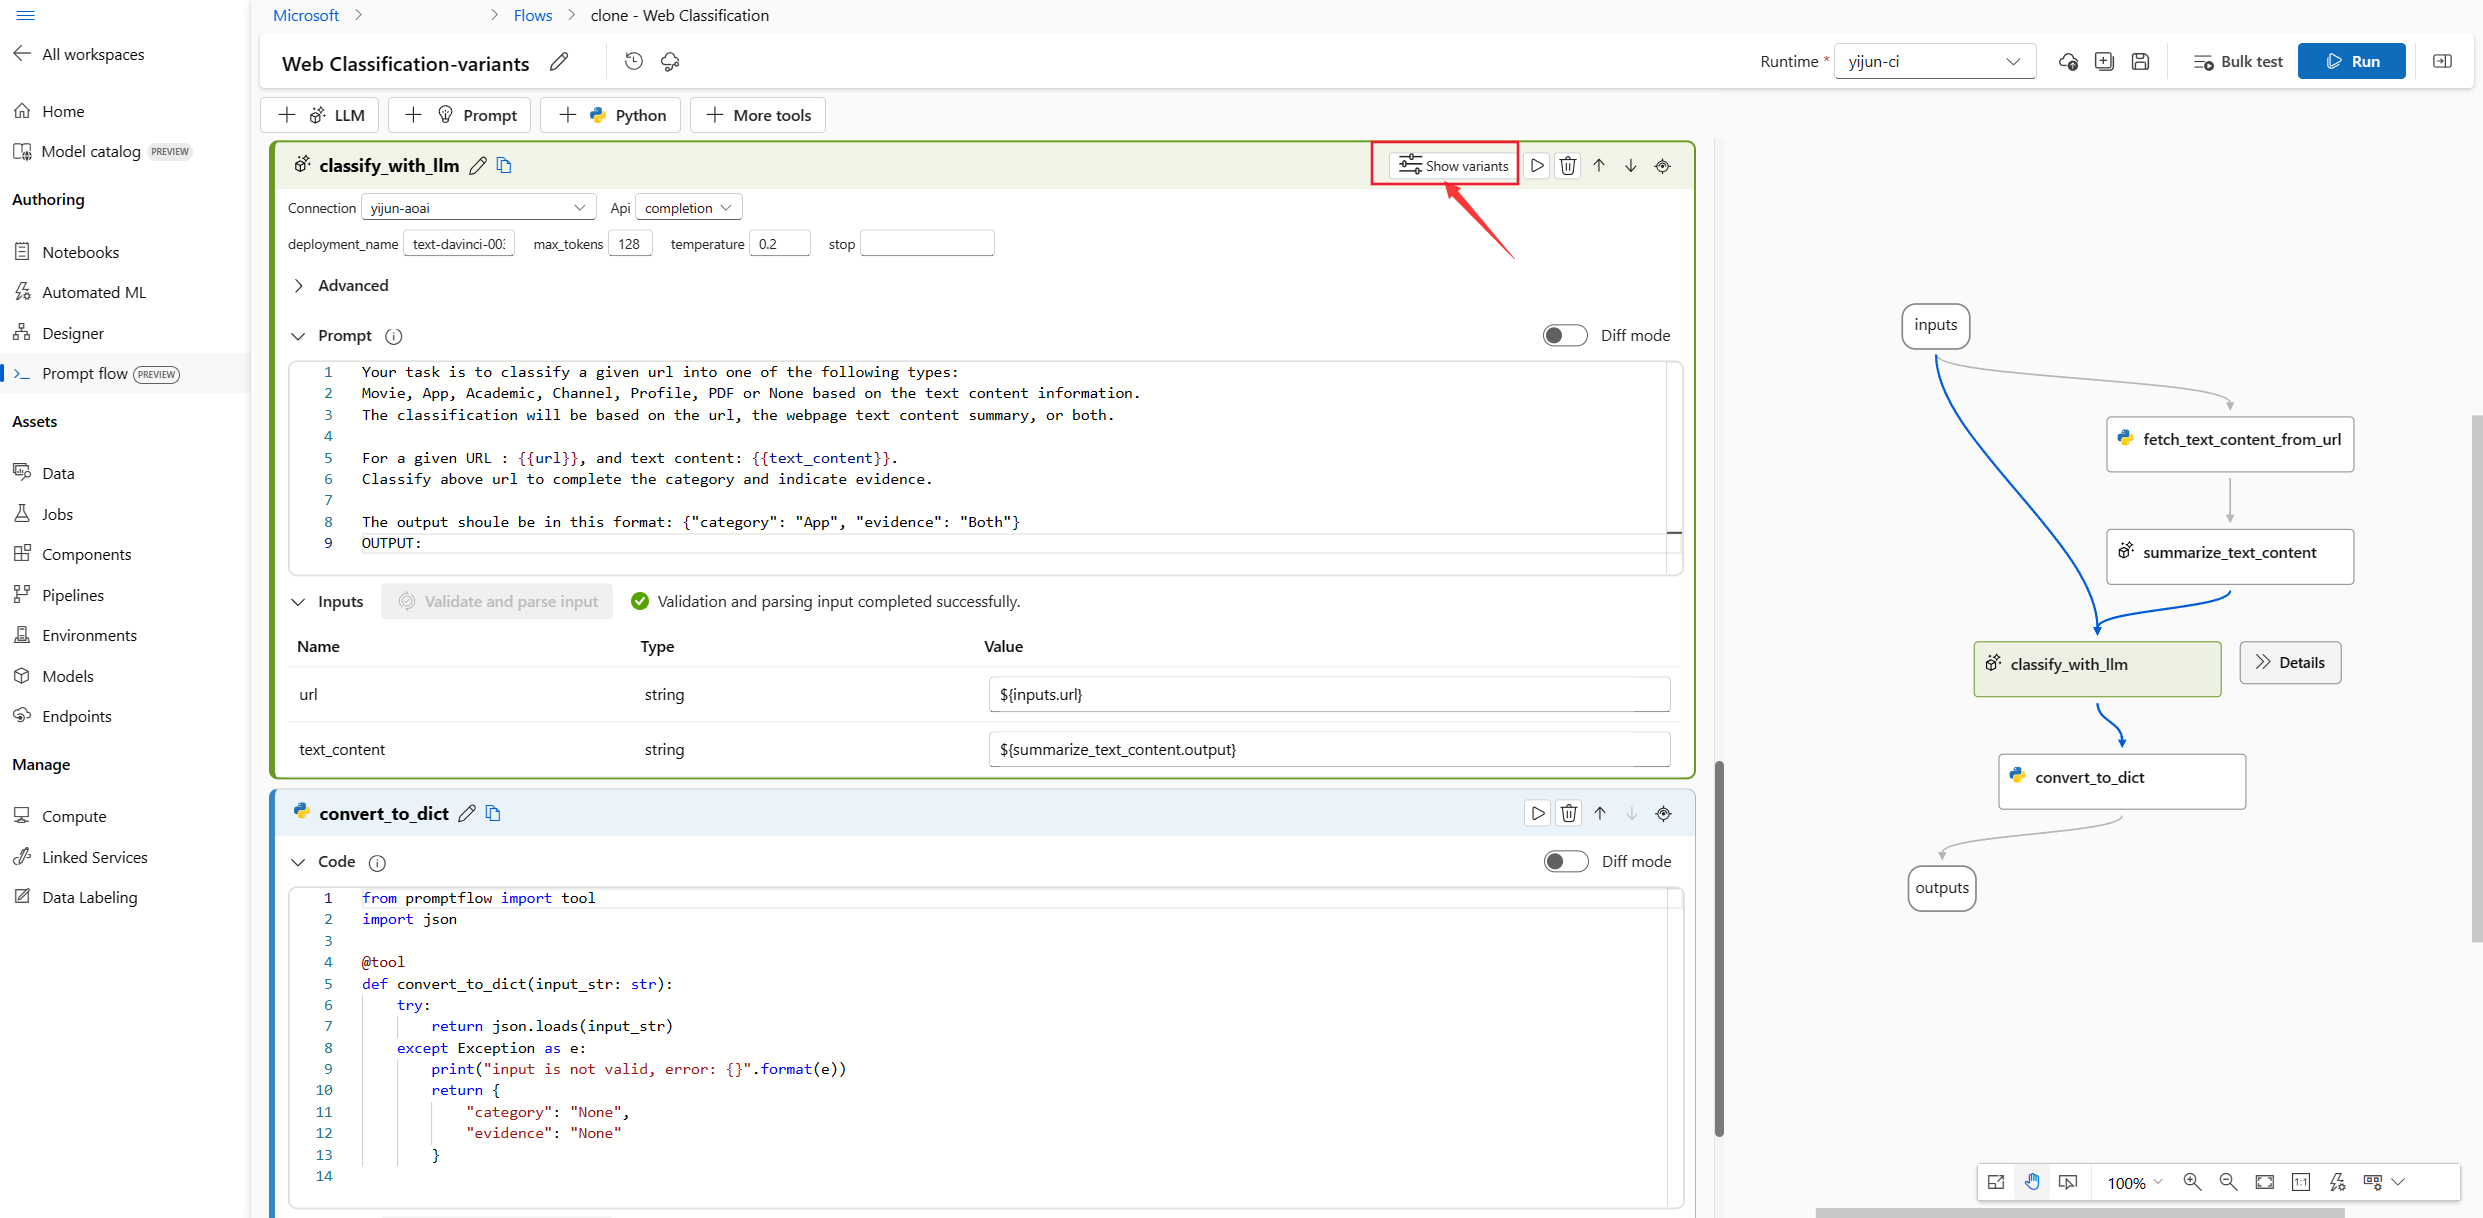 Microsoft > > Flows > clone - Web Classification
All workspaces
Home
Model catalog PREVIEW
Authoring
Notebooks
Automated ML
Designer
Prompt flow PREVIEW
Assets
Data
Jobs
Components
Pipelines
Environments
Models
Endpoints
Manage
Compute
Linked Services
Data Labeling
Web Classification-variants
Runtime * yijun-ci
Bulk test
Run
LLM
Prompt
Python
More tools
classify_with_llm
Show variants
Connection yijun-aoai Api completion
deployment_name text-davinci-003 max_tokens 128 temperature 0.2 stop
Advanced
Prompt
Diff mode
1 Your task is to classify a given url into one of the following types:
2 Movie, App, Academic, Channel, Profile, PDF or None based on the text content information.
3 The classification will be based on the url, the webpage text content summary, or both.
4
5 For a given URL : {{url}}, and text content: {{text_content}}.
6 Classify above url to complete the category and indicate evidence.
7
8 The output shoule be in this format: {"category": "App", "evidence": "Both"}
9 OUTPUT:
Inputs Validate and parse input Validation and parsing input completed successfully.
Name Type Value
url string ${inputs.url}
text_content string ${summarize_text_content.output}
convert_to_dict
Code
Diff mode
1 from promptflow import tool
2 import json
3
4 @tool
5 def convert_to_dict(input_str: str):
6 try:
7 return json.loads(input_str)
8 except Exception as e:
9 print("input is not valid, error: {}".format(e))
10 return {
11 "category": "None",
12 "evidence": "None"
13 }
14
inputs
fetch_text_content_from_url
summarize_text_content
classify_with_llm
Details
convert_to_dict
outputs
100%
1:1